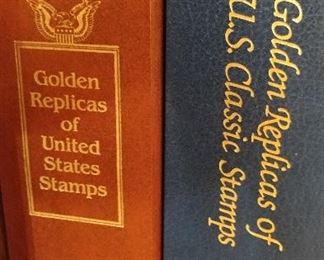 Golden
Replicas
of
United
States
Stamps
Golden Replicas of
U.S. Classic Stamps